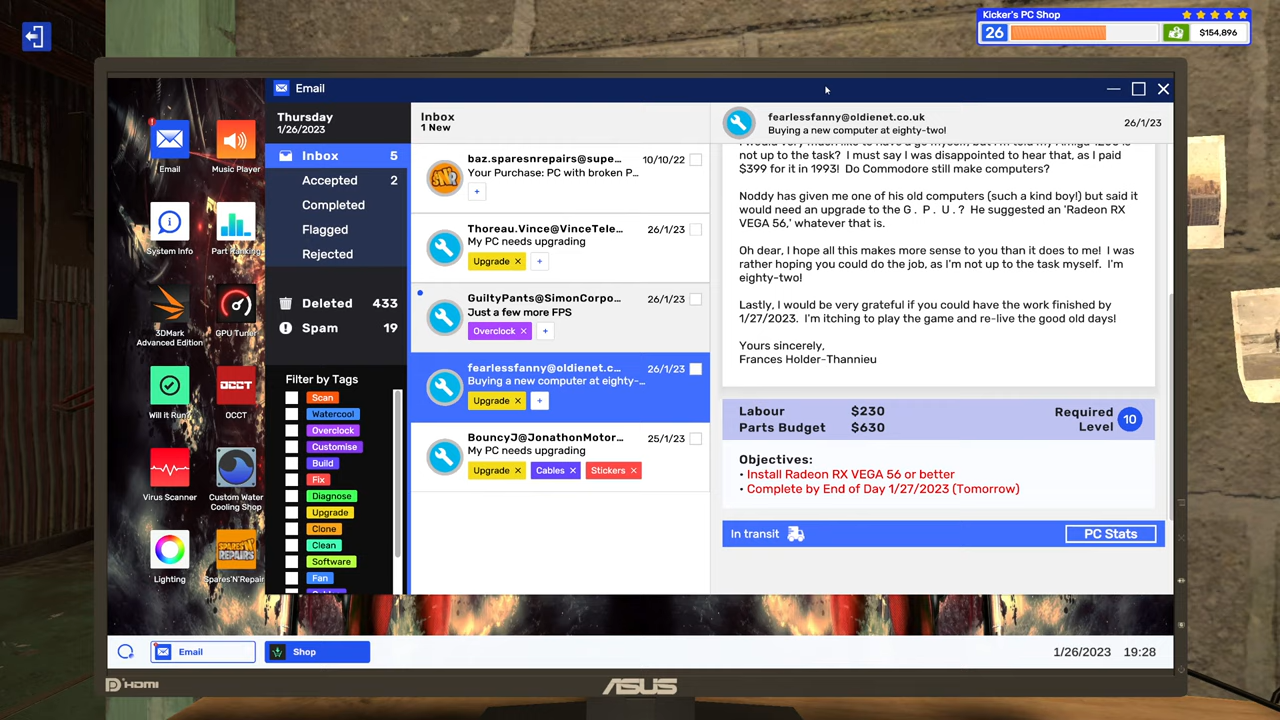 Kicker's PC Shop
26
$154,896
Email
Thursday
1/26/2023
Inbox 5
Accepted 2
Completed
Flagged
Rejected
Deleted 433
Spam 19
Filter by Tags
Scan
Watercool
Overclock
Customise
Build
Fix
Diagnose
Upgrade
Clone
Clean
Software
Fan
Email
Music Player
System Info
Part Ranking
3DMark Advanced Edition
GPU Tuner
Will It Run?
OCCT
OCCT
Virus Scanner
Custom Water Cooling Shop
Lighting
SPARES N REPAIRS
Spares'N'Repair
Inbox
1 New
baz.sparesnrepairs@supe... 10/10/22
Your Purchase: PC with broken P...
+
Thoreau.Vince@VinceTele... 26/1/23
My PC needs upgrading
Upgrade × +
GuiltyPants@SimonCorpo... 26/1/23
Just a few more FPS
Overclock × +
fearlessfanny@oldienet.c... 26/1/23
Buying a new computer at eighty-...
Upgrade × +
BouncyJ@JonathonMotor... 25/1/23
My PC needs upgrading
Upgrade × Cables × Stickers ×
fearlessfanny@oldienet.co.uk
Buying a new computer at eighty-two!
26/1/23
not up to the task? I must say I was disappointed to hear that, as I paid
$399 for it in 1993! Do Commodore still make computers?
Noddy has given me one of his old computers (such a kind boy!) but said it
would need an upgrade to the G . P . U . ? He suggested an 'Radeon RX
VEGA 56,' whatever that is.
Oh dear, I hope all this makes more sense to you than it does to me! I was
rather hoping you could do the job, as I'm not up to the task myself. I'm
eighty-two!
Lastly, I would be very grateful if you could have the work finished by
1/27/2023. I'm itching to play the game and re-live the good old days!
Yours sincerely,
Frances Holder-Thannieu
Labour $230
Parts Budget $630
Required Level 10
Objectives:
• Install Radeon RX VEGA 56 or better
• Complete by End of Day 1/27/2023 (Tomorrow)
In transit
PC Stats
Email
Shop
1/26/2023 19:28
HDMI
ASUS